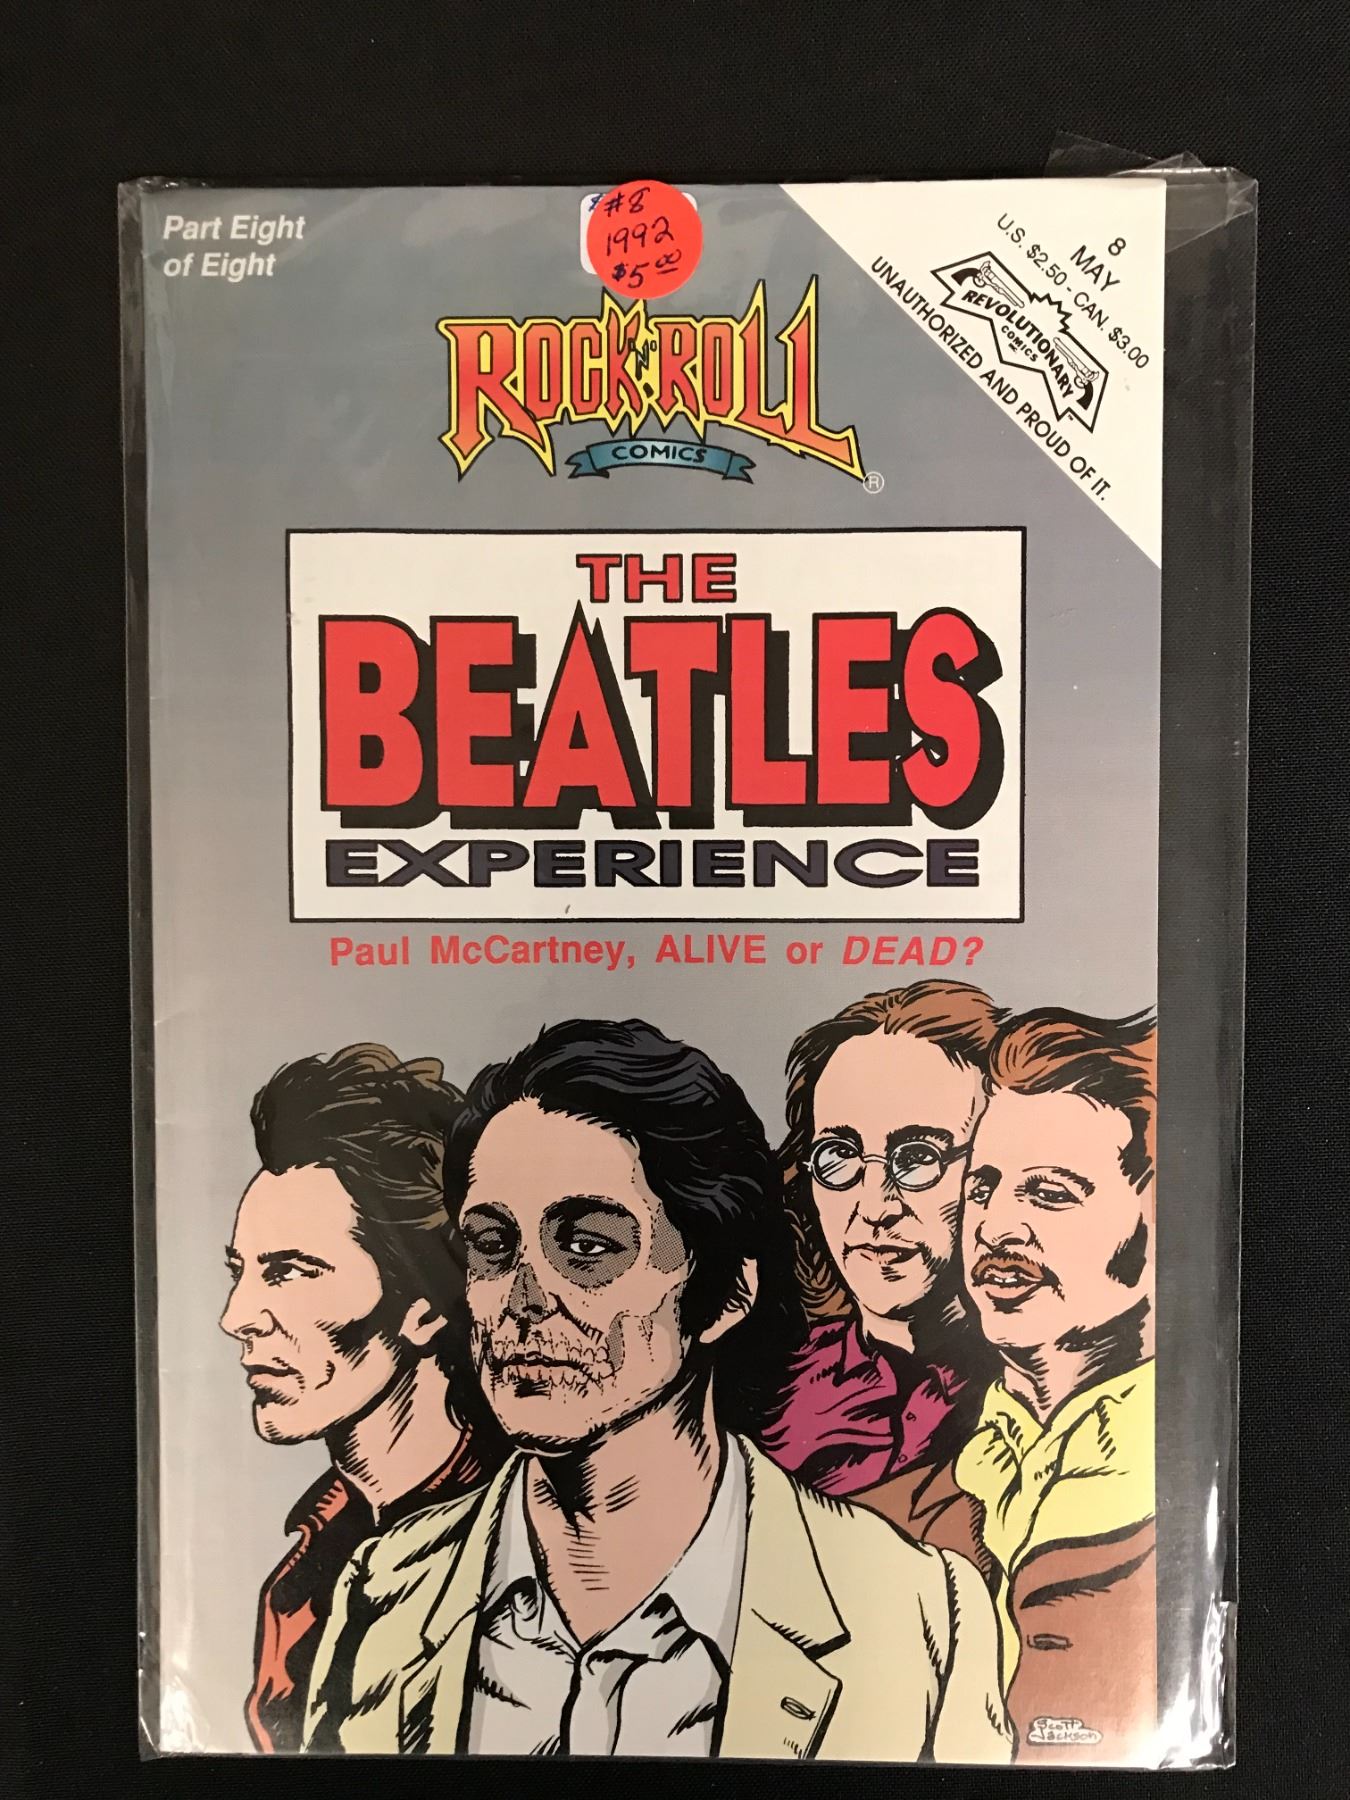 Part Eight
of Eight
#8
1992
$5.00
ROCK 'N' ROLL
COMICS
®
8
MAY
U.S. $2.50 - CAN. $3.00
REVOLUTIONARY
COMICS
UNAUTHORIZED AND PROUD OF IT.
THE
BEATLES
EXPERIENCE
Paul McCartney, ALIVE or DEAD?
Scott
Jackson